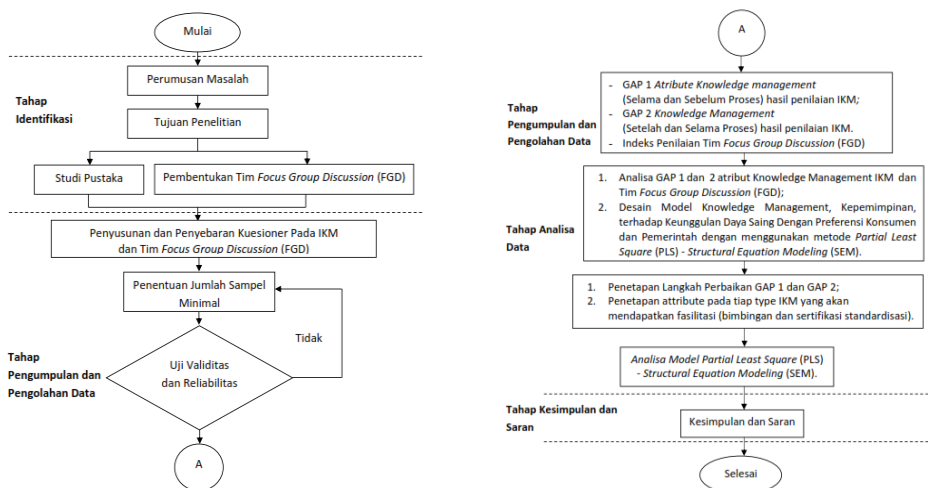 Mulai
Perumusan Masalah
Tahap
Identifikasi
Tujuan Penelitian
Studi Pustaka
Pembentukan Tim Focus Group Discussion (FGD)
Penyusunan dan Penyebaran Kuesioner Pada IKM
dan Tim Focus Group Discussion (FGD)
Penentuan Jumlah Sampel
Minimal
Tidak
Tahap
Pengumpulan dan
Pengolahan Data
Uji Validitas
dan Reliabilitas
A
A
Tahap
Pengumpulan dan
Pengolahan Data
- GAP 1 Atribute Knowledge management
(Selama dan Sebelum Proses) hasil penilaian IKM;
- GAP 2 Knowledge Management
(Setelah dan Selama Proses) hasil penilaian IKM.
- Indeks Penilaian Tim Focus Group Discussion (FGD)
Tahap Analisa
Data
1. Analisa GAP 1 dan 2 atribut Knowledge Management IKM dan
Tim Focus Group Discussion (FGD);
2. Desain Model Knowledge Management, Kepemimpinan,
terhadap Keunggulan Daya Saing Dengan Preferensi Konsumen
dan Pemerintah dengan menggunakan metode Partial Least
Square (PLS) - Structural Equation Modeling (SEM).
1. Penetapan Langkah Perbaikan GAP 1 dan GAP 2;
2. Penetapan attribute pada tiap type IKM yang akan
mendapatkan fasilitasi (bimbingan dan sertifikasi standardisasi).
Analisa Model Partial Least Square (PLS)
- Structural Equation Modeling (SEM).
Tahap Kesimpulan dan
Saran
Kesimpulan dan Saran
Selesai